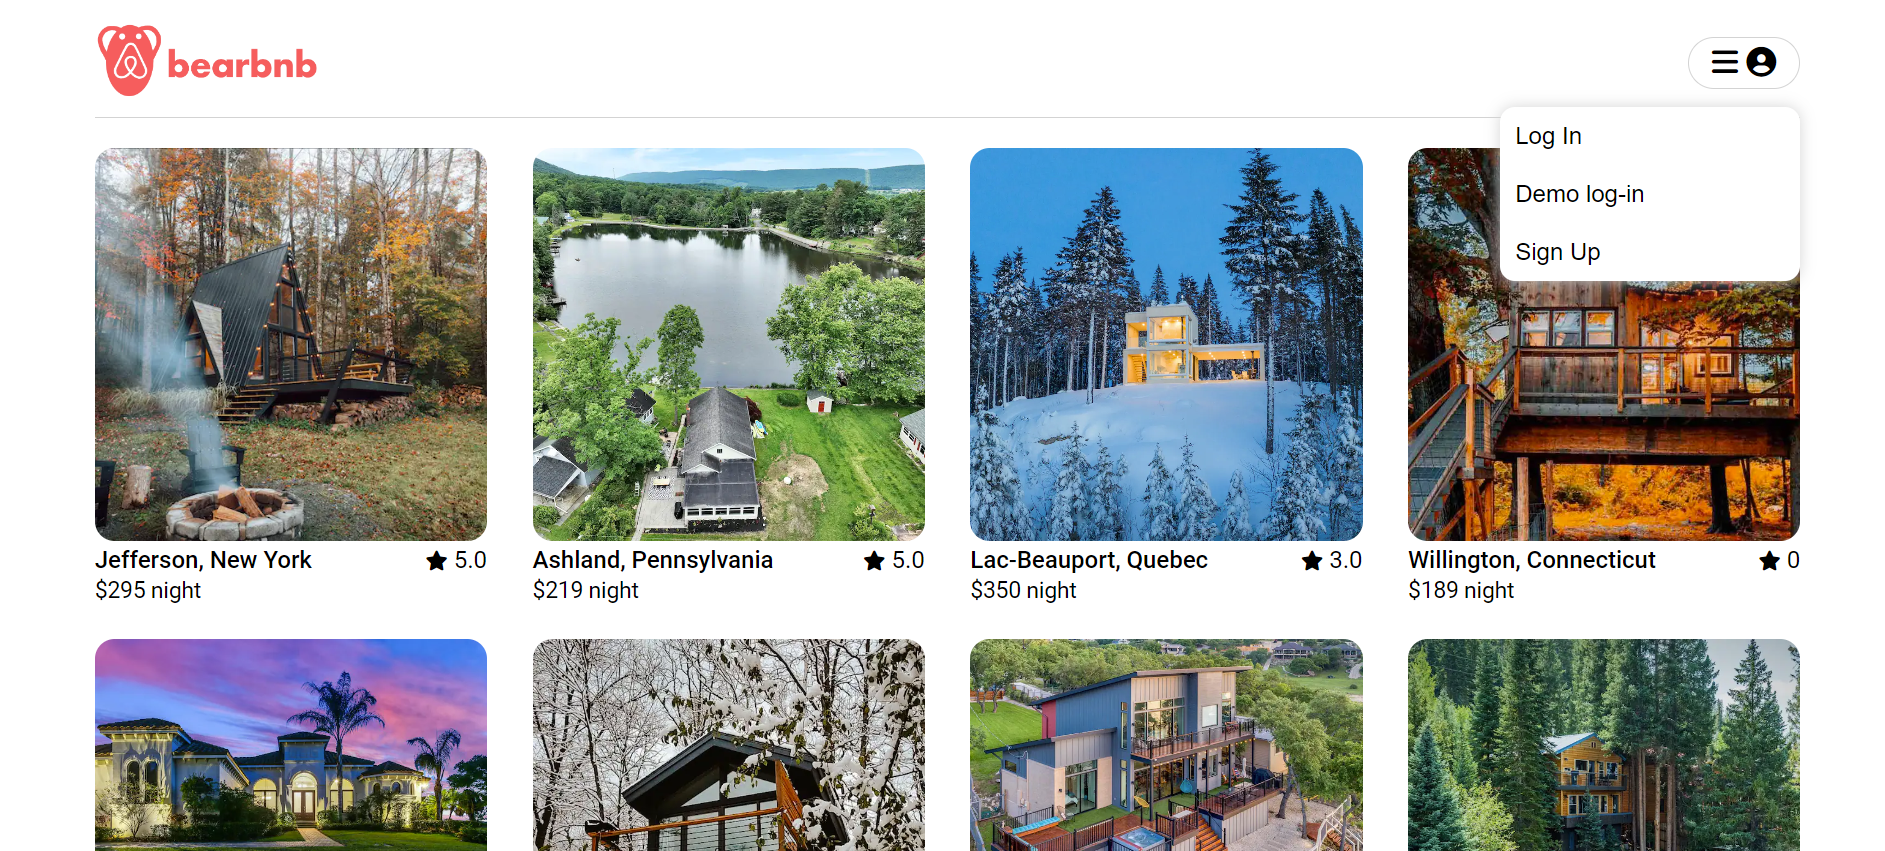 bearbnb
Log In
Demo log-in
Sign Up
Jefferson, New York 5.0
$295 night
Ashland, Pennsylvania 5.0
$219 night
Lac-Beauport, Quebec 3.0
$350 night
Willington, Connecticut 0
$189 night